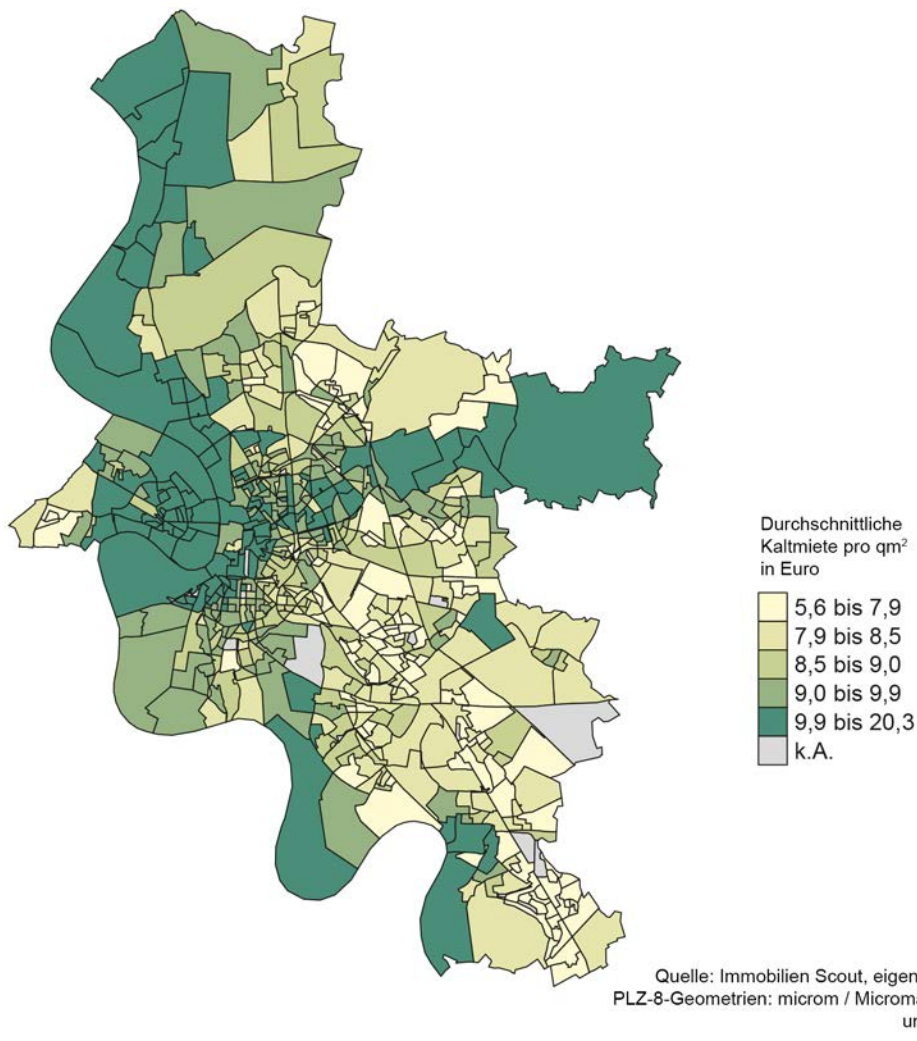 Durchschnittliche
Kaltmiete pro qm²
in Euro
5,6 bis 7,9
7,9 bis 8,5
8,5 bis 9,0
9,0 bis 9,9
9,9 bis 20,3
k.A.
Quelle: Immobilien Scout, eigen
PLZ-8-Geometrien: microm / Microma
un